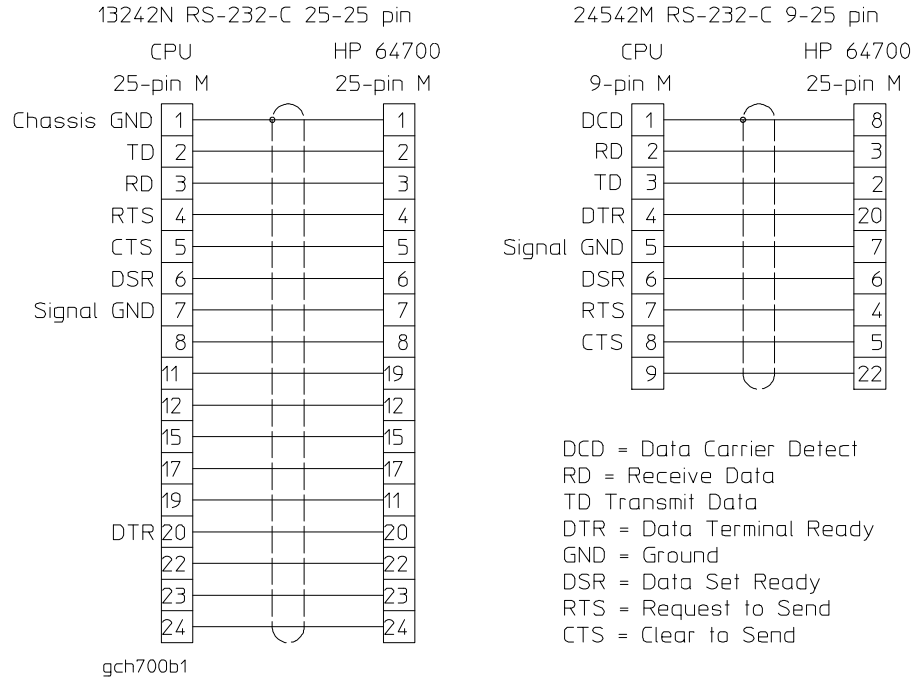 13242N RS-232-C 25-25 pin
CPU HP 64700
25-pin M 25-pin M
Chassis GND 1 1
TD 2 2
RD 3 3
RTS 4 4
CTS 5 5
DSR 6 6
Signal GND 7 7
8 8
11 19
12 12
15 15
17 17
19 11
DTR 20 20
22 22
23 23
24 24
gch700b1
24542M RS-232-C 9-25 pin
CPU HP 64700
9-pin M 25-pin M
DCD 1 8
RD 2 3
TD 3 2
DTR 4 20
Signal GND 5 7
DSR 6 6
RTS 7 4
CTS 8 5
9 22
DCD = Data Carrier Detect
RD = Receive Data
TD Transmit Data
DTR = Data Terminal Ready
GND = Ground
DSR = Data Set Ready
RTS = Request to Send
CTS = Clear to Send